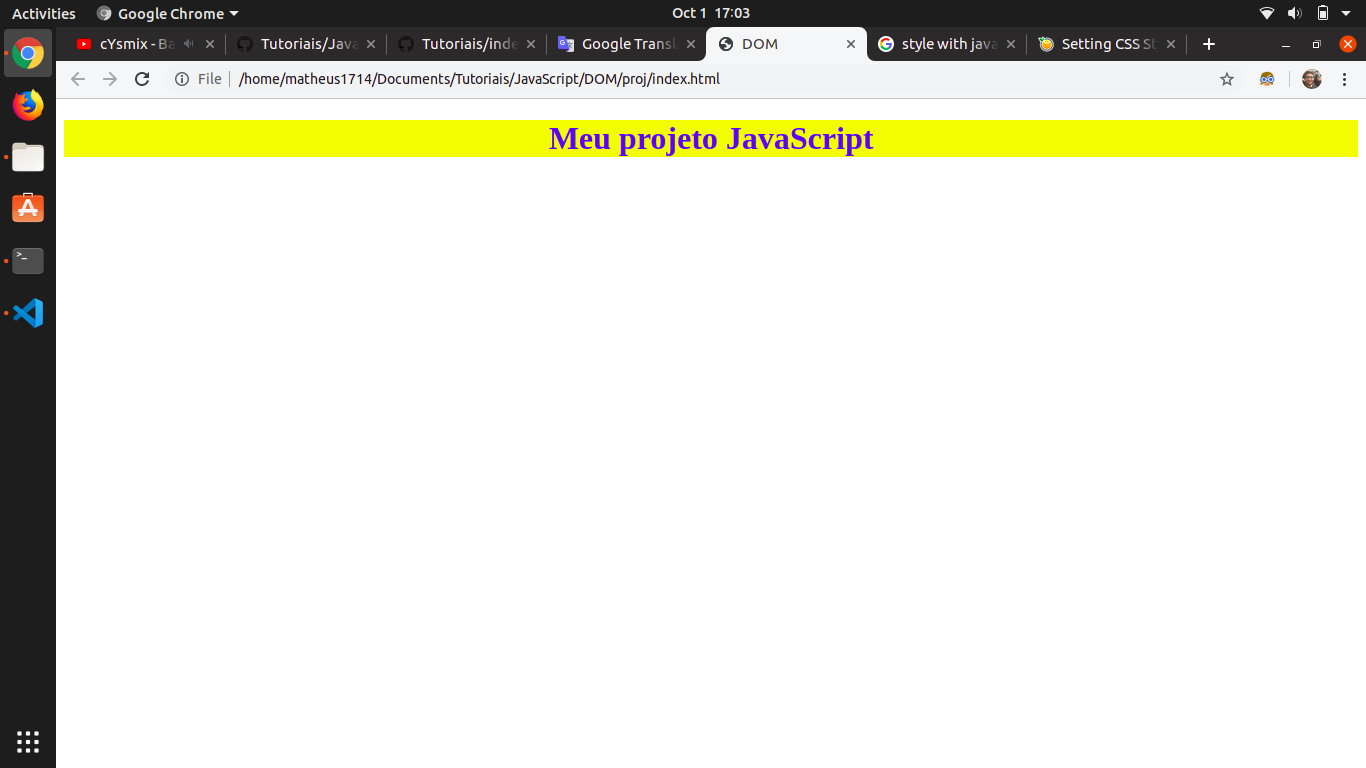 Activities
Google Chrome
Oct 1 17:03
cYsmix - Ba
Tutoriais/Java
Tutoriais/inde
Google Transl
DOM
style with java
Setting CSS St
File
/home/matheus1714/Documents/Tutoriais/JavaScript/DOM/proj/index.html
Meu projeto JavaScript